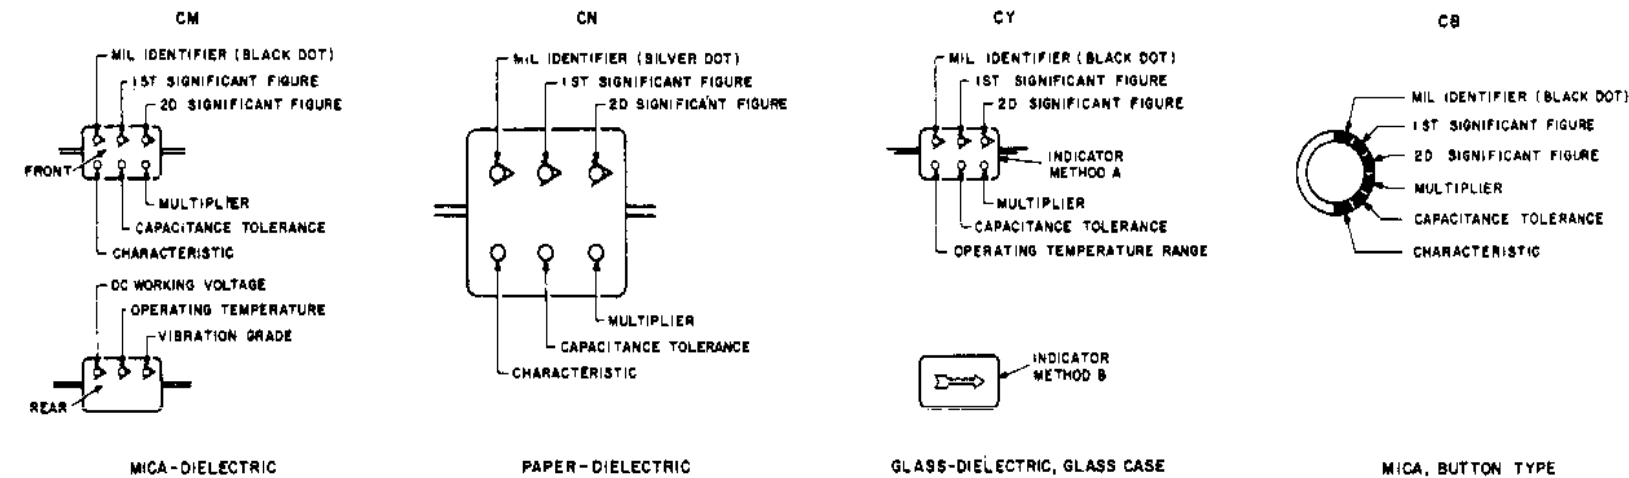 CM
MIL IDENTIFIER (BLACK DOT)
1ST SIGNIFICANT FIGURE
2D SIGNIFICANT FIGURE
FRONT
MULTIPLIER
CAPACITANCE TOLERANCE
CHARACTERISTIC
DC WORKING VOLTAGE
OPERATING TEMPERATURE
VIBRATION GRADE
REAR
MICA-DIELECTRIC
CN
MIL IDENTIFIER (SILVER DOT)
1ST SIGNIFICANT FIGURE
2D SIGNIFICANT FIGURE
MULTIPLIER
CAPACITANCE TOLERANCE
CHARACTERISTIC
PAPER-DIELECTRIC
CY
MIL IDENTIFIER (BLACK DOT)
1ST SIGNIFICANT FIGURE
2D SIGNIFICANT FIGURE
INDICATOR
METHOD A
MULTIPLIER
CAPACITANCE TOLERANCE
OPERATING TEMPERATURE RANGE
INDICATOR
METHOD B
GLASS-DIELECTRIC, GLASS CASE
CB
MIL IDENTIFIER (BLACK DOT)
1ST SIGNIFICANT FIGURE
2D SIGNIFICANT FIGURE
MULTIPLIER
CAPACITANCE TOLERANCE
CHARACTERISTIC
MICA, BUTTON TYPE